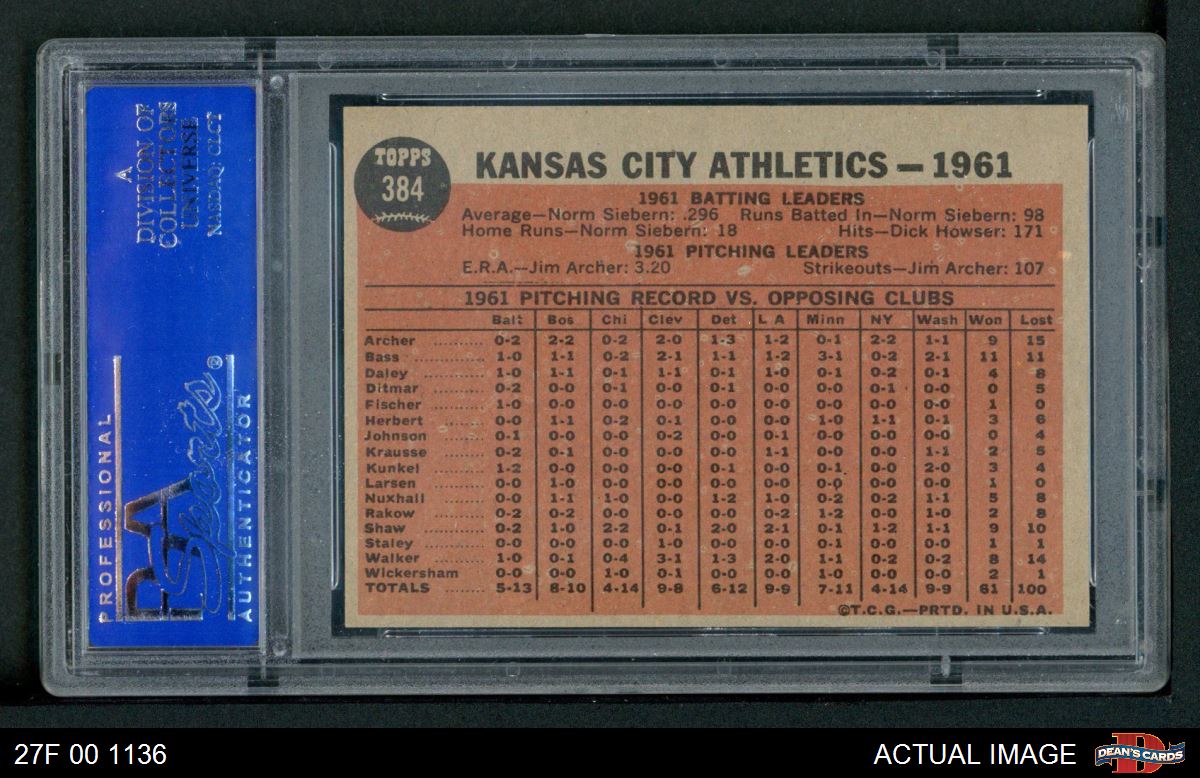 A
DIVISION OF
COLLECTORS
UNIVERSE
NASDAQ: CLCT
PROFESSIONAL
PSA
Sports®
AUTHENTICATOR
TOPPS
384
KANSAS CITY ATHLETICS — 1961
1961 BATTING LEADERS
Average—Norm Siebern: .296 Runs Batted In—Norm Siebern: 98
Home Runs—Norm Siebern: 18 Hits—Dick Howser: 171
1961 PITCHING LEADERS
E.R.A.—Jim Archer: 3.20 Strikeouts—Jim Archer: 107
1961 PITCHING RECORD VS. OPPOSING CLUBS
Balt Bos Chi Clev Det L A Minn NY Wash Won Lost
Archer .......... 0-2 2-2 0-2 2-0 1-3 1-2 0-1 2-2 1-1 9 15
Bass .......... 1-0 1-1 0-2 2-1 1-1 1-2 3-1 0-2 2-1 11 11
Daley .......... 1-0 1-1 0-1 1-1 0-1 1-0 0-1 0-2 0-1 4 8
Ditmar .......... 0-2 0-0 0-1 0-0 0-1 0-0 0-0 0-1 0-0 0 5
Fischer .......... 1-0 0-0 0-0 0-0 0-0 0-0 0-0 0-0 0-0 1 0
Herbert .......... 0-0 1-1 0-1 0-1 0-1 0-0 1-0 1-1 0-1 3 6
Johnson .......... 0-1 0-0 0-0 0-2 0-0 0-1 0-0 0-0 0-0 0 4
Krausse .......... 0-2 0-1 0-0 0-0 0-0 1-1 0-0 0-0 1-1 2 5
Kunkel .......... 1-2 0-0 0-0 0-0 0-1 0-0 0-1 0-0 2-0 3 4
Larsen .......... 0-0 0-0 1-0 0-0 0-0 0-0 0-0 0-0 0-0 1 0
Nuxhall .......... 0-0 1-1 1-0 0-0 1-2 1-0 0-2 0-2 1-1 5 8
Rakow .......... 0-2 0-1 0-1 0-1 0-0 0-2 1-2 0-0 1-0 2 8
Shaw .......... 0-2 1-0 2-2 0-1 2-0 2-1 0-1 1-2 1-1 9 10
Staley .......... 0-0 0-0 0-0 1-0 0-0 0-0 0-1 0-0 0-0 1 1
Walker .......... 1-0 0-1 0-4 3-1 1-3 2-0 1-1 0-2 0-2 8 14
Wickersham 0-0 0-0 1-0 0-1 0-0 0-0 1-0 0-0 0-0 2 1
TOTALS .......... 5-13 8-10 4-14 9-8 6-12 9-9 7-11 4-14 9-9 61 100
©T.C.G.—PRTD. IN U.S.A.
27F 00 1136
ACTUAL IMAGE
DEAN'S CARDS